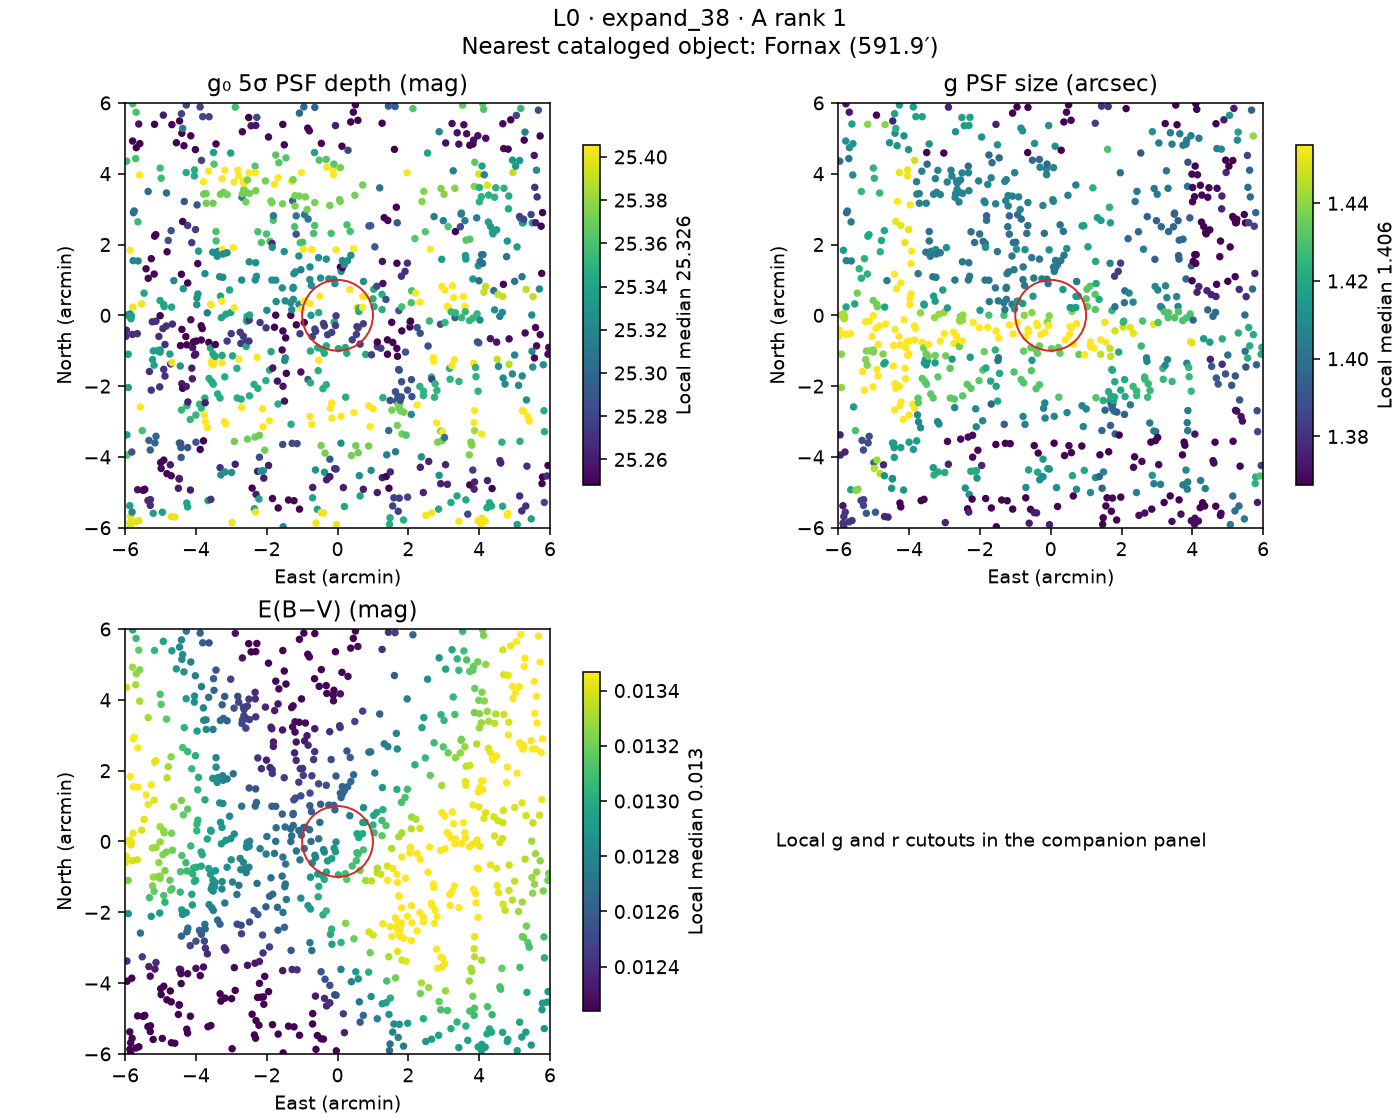 L0 · expand_38 · A rank 1
Nearest cataloged object: Fornax (591.9′)
g₀ 5σ PSF depth (mag)
6
4
2
0
−2
−4
−6
−6 −4 −2 0 2 4 6
North (arcmin)
East (arcmin)
25.40
25.38
25.36
25.34
25.32
25.30
25.28
25.26
Local median 25.326
g PSF size (arcsec)
6
4
2
0
−2
−4
−6
−6 −4 −2 0 2 4 6
North (arcmin)
East (arcmin)
1.44
1.42
1.40
1.38
Local median 1.406
E(B−V) (mag)
6
4
2
0
−2
−4
−6
−6 −4 −2 0 2 4 6
North (arcmin)
East (arcmin)
0.0134
0.0132
0.0130
0.0128
0.0126
0.0124
Local median 0.013
Local g and r cutouts in the companion panel